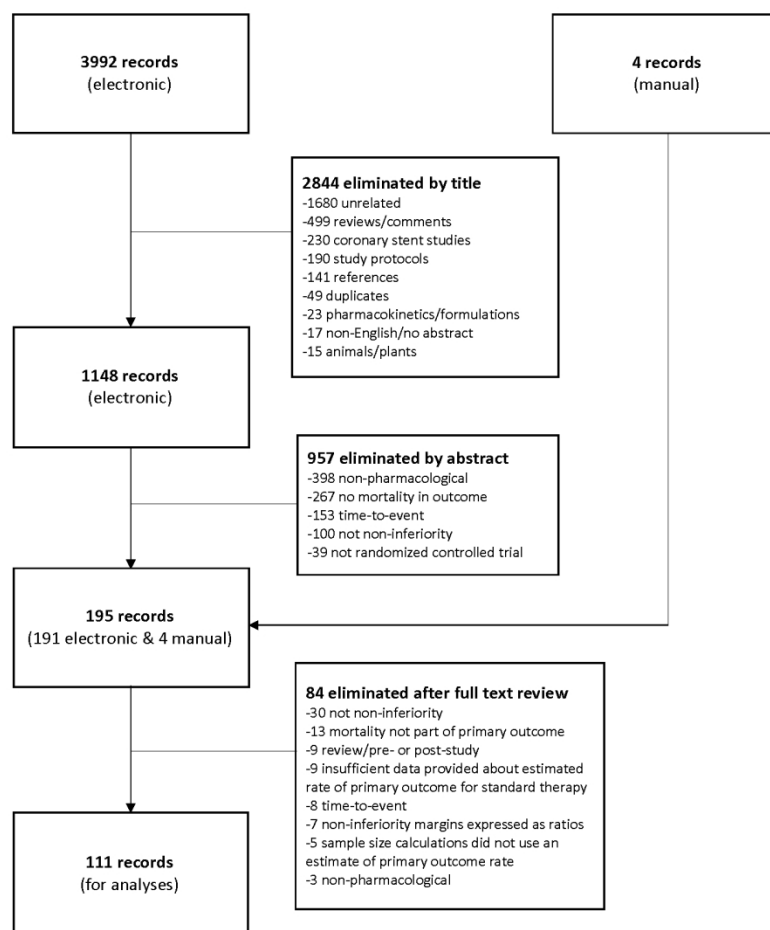 3992 records
(electronic)
4 records
(manual)
2844 eliminated by title
-1680 unrelated
-499 reviews/comments
-230 coronary stent studies
-190 study protocols
-141 references
-49 duplicates
-23 pharmacokinetics/formulations
-17 non-English/no abstract
-15 animals/plants
1148 records
(electronic)
957 eliminated by abstract
-398 non-pharmacological
-267 no mortality in outcome
-153 time-to-event
-100 not non-inferiority
-39 not randomized controlled trial
195 records
(191 electronic & 4 manual)
84 eliminated after full text review
-30 not non-inferiority
-13 mortality not part of primary outcome
-9 review/pre- or post-study
-9 insufficient data provided about estimated
rate of primary outcome for standard therapy
-8 time-to-event
-7 non-inferiority margins expressed as ratios
-5 sample size calculations did not use an
estimate of primary outcome rate
-3 non-pharmacological
111 records
(for analyses)